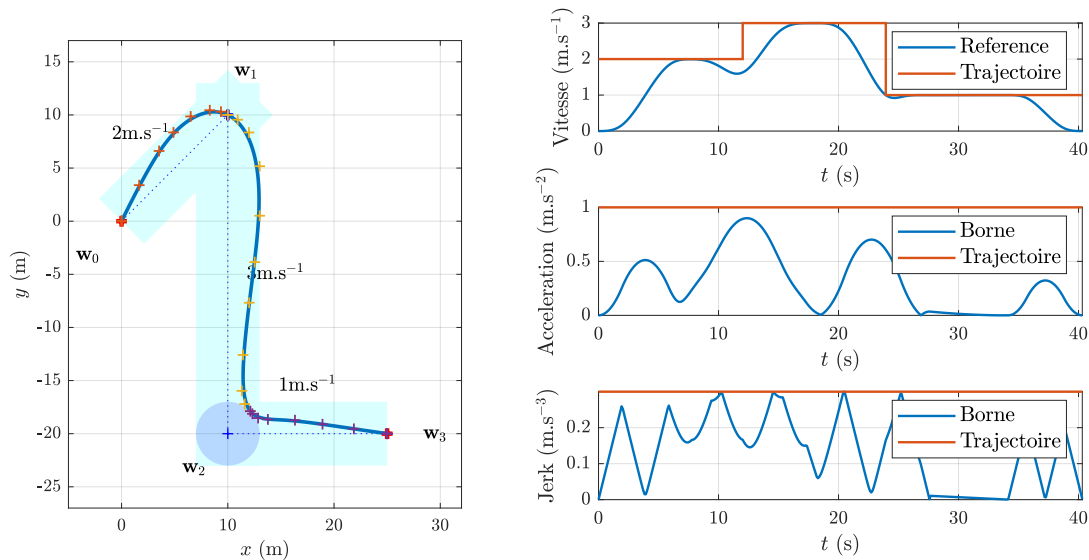 15
10
5
0
-5
-10
-15
-20
-25
y (m)
0
10
20
30
x (m)
w₁
2m.s⁻¹
w₀
3m.s⁻¹
1m.s⁻¹
w₃
w₂
3
2
1
0
Vitesse (m.s⁻¹)
Reference
Trajectoire
0
10
20
30
40
t (s)
1
0.5
0
Acceleration (m.s⁻²)
Borne
Trajectoire
0
10
20
30
40
t (s)
0.2
0.1
0
Jerk (m.s⁻³)
Borne
Trajectoire
0
10
20
30
40
t (s)